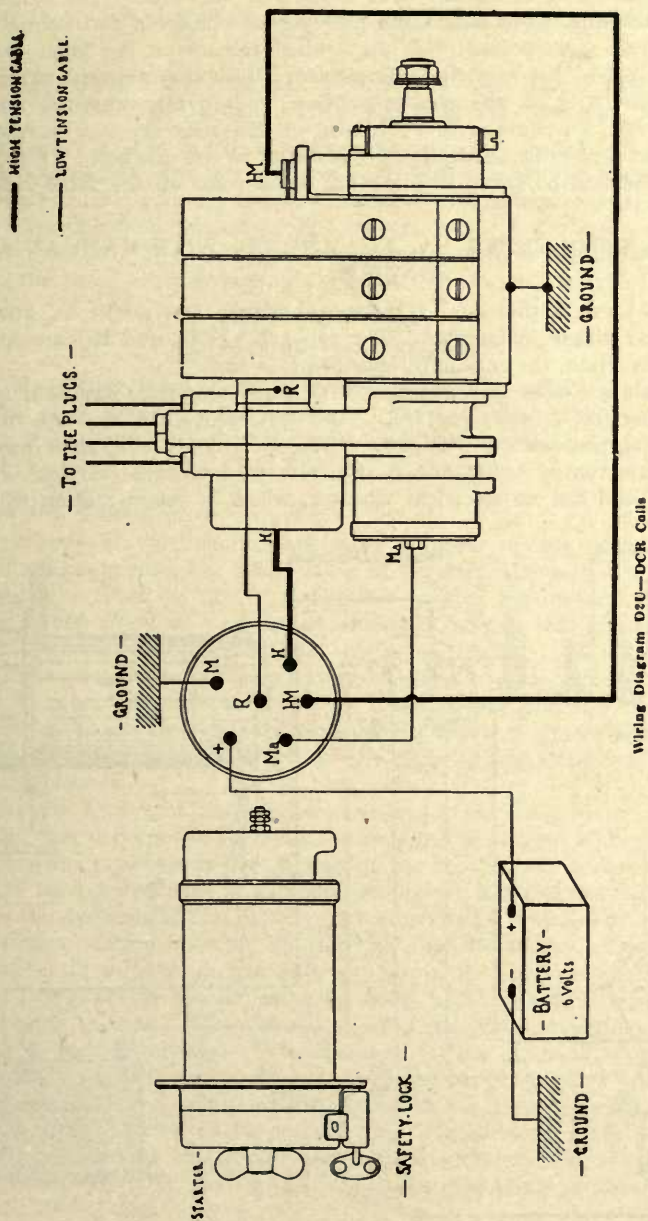 HIGH TENSION CABLE.
LOW TENSION CABLE.
— TO THE PLUGS. —
HM
R
H
Ma
— GROUND —
— GROUND —
M
+
R
H
Ma
HM
STARTER —
— SAFETY-LOCK —
- +
— BATTERY —
6 Volts
— GROUND —
Wiring Diagram D2U—DCR Coils